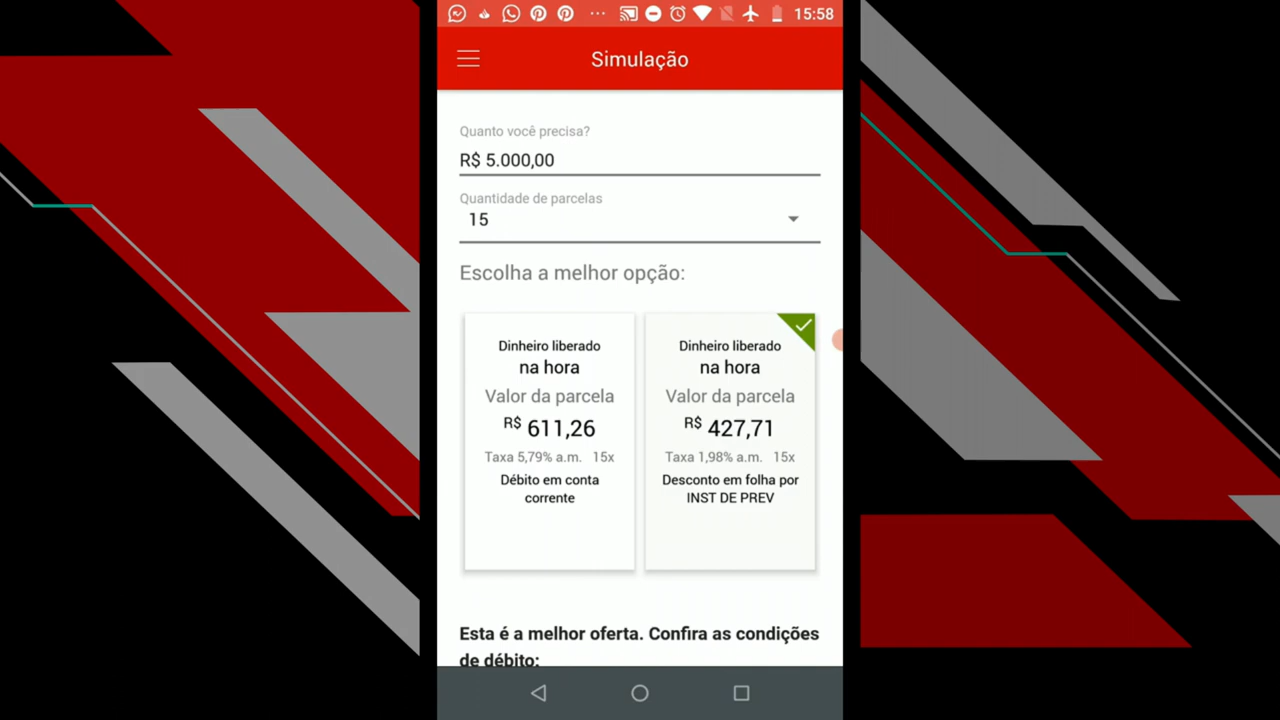 15:58
Simulação
Quanto você precisa?
R$ 5.000,00
Quantidade de parcelas
15
Escolha a melhor opção:
Dinheiro liberado
na hora
Valor da parcela
R$ 611,26
Taxa 5,79% a.m. 15x
Débito em conta
corrente
Dinheiro liberado
na hora
Valor da parcela
R$ 427,71
Taxa 1,98% a.m. 15x
Desconto em folha por
INST DE PREV
Esta é a melhor oferta. Confira as condições
de débito: